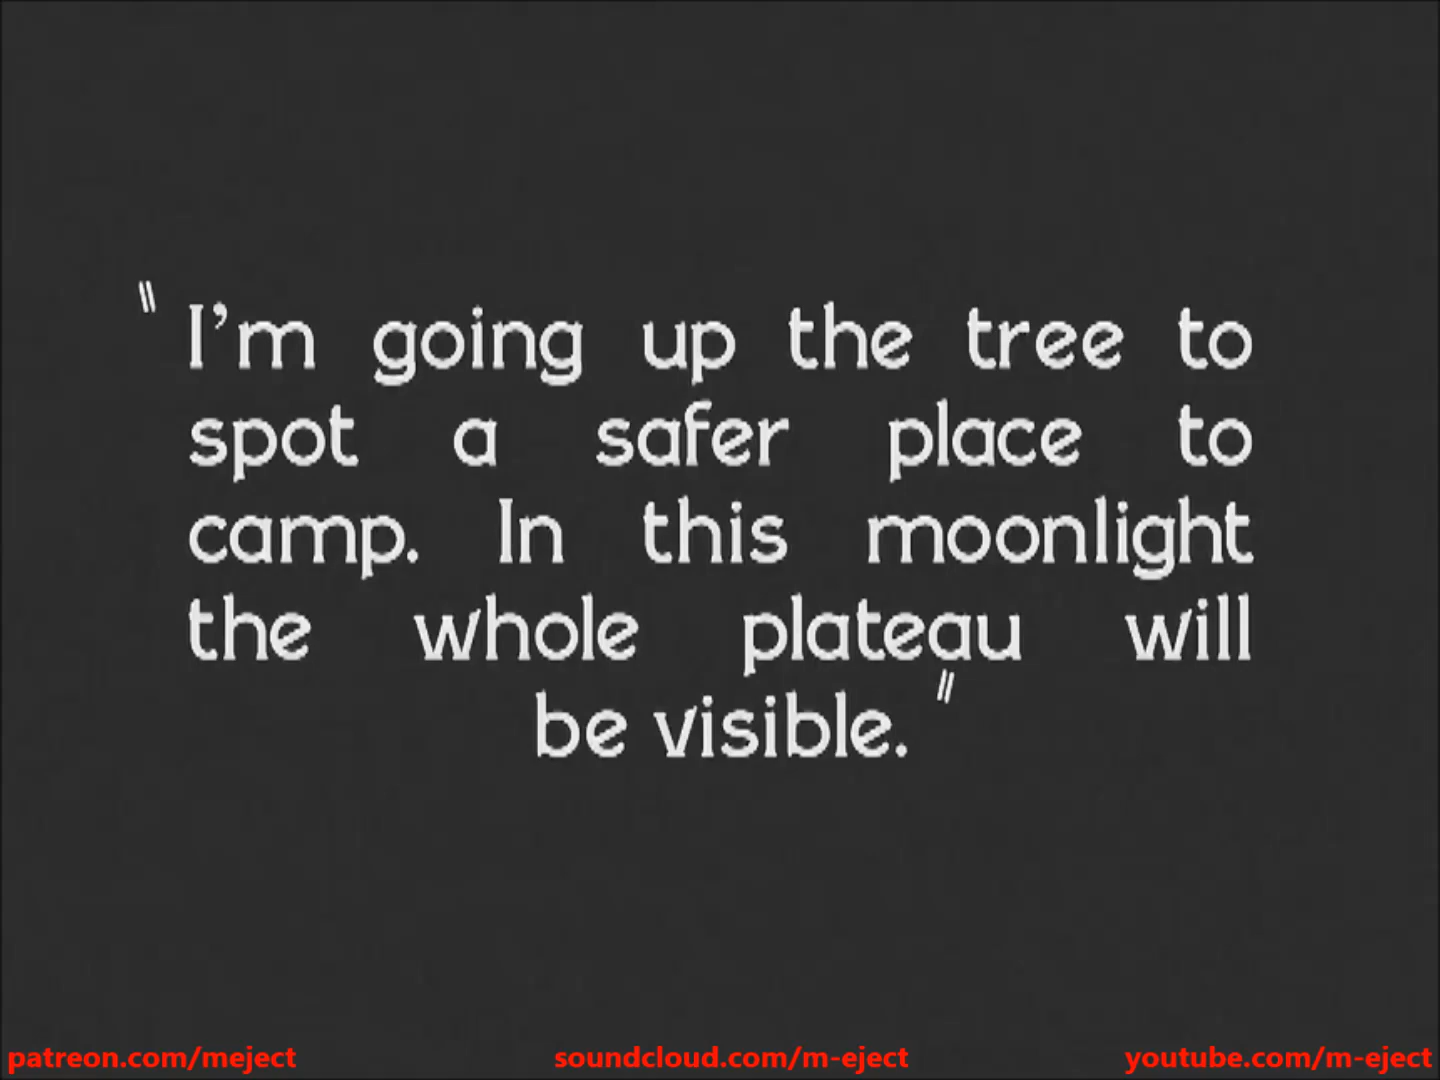 "I'm going up the tree to
spot a safer place to
camp. In this moonlight
the whole plateau will
be visible."
patreon.com/meject soundcloud.com/m-eject youtube.com/m-eject